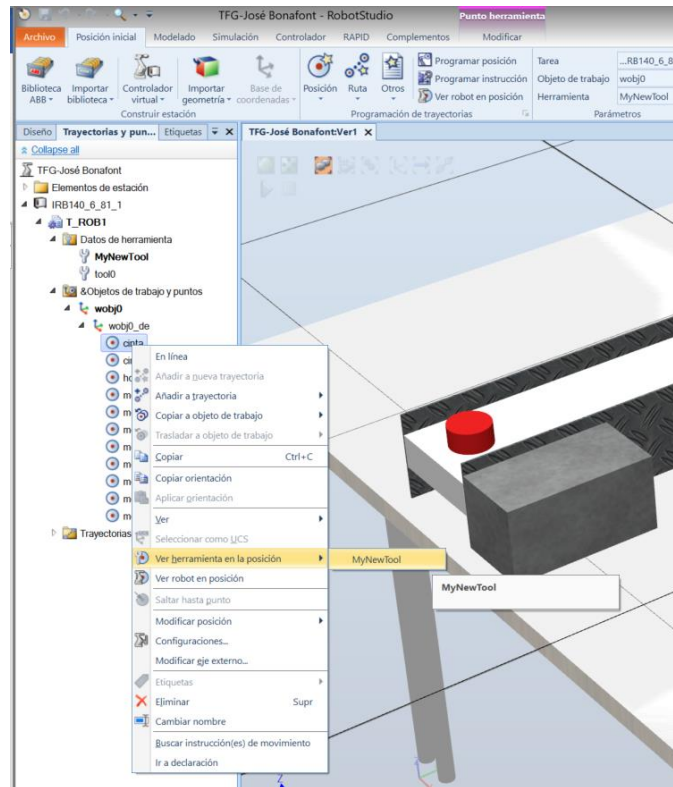 TFG-José Bonafont - RobotStudio
Punto herramienta
Archivo Posición inicial Modelado Simulación Controlador RAPID Complementos Modificar
Biblioteca ABB
Importar biblioteca
Controlador virtual
Importar geometría
Base de coordenadas
Posición
Ruta
Otros
Programar posición
Programar instrucción
Ver robot en posición
Tarea ...RB140_6_8
Objeto de trabajo wobj0
Herramienta MyNewTool
Construir estación Programación de trayectorias Parámetros
Diseño Trayectorias y pun... Etiquetas
TFG-José Bonafont:Ver1
Collapse all
TFG-José Bonafont
Elementos de estación
IRB140_6_81_1
T_ROB1
Datos de herramienta
MyNewTool
tool0
&Objetos de trabajo y puntos
wobj0
wobj0_de
cinta
Trayectorias
En línea
Añadir a nueva trayectoria
Añadir a trayectoria
Copiar a objeto de trabajo
Trasladar a objeto de trabajo
Copiar Ctrl+C
Copiar orientación
Aplicar orientación
Ver
Seleccionar como UCS
Ver herramienta en la posición
MyNewTool
Ver robot en posición
MyNewTool
Saltar hasta punto
Modificar posición
Configuraciones...
Modificar eje externo...
Etiquetas
Eliminar Supr
Cambiar nombre
Buscar instrucción(es) de movimiento
Ir a declaración
Z